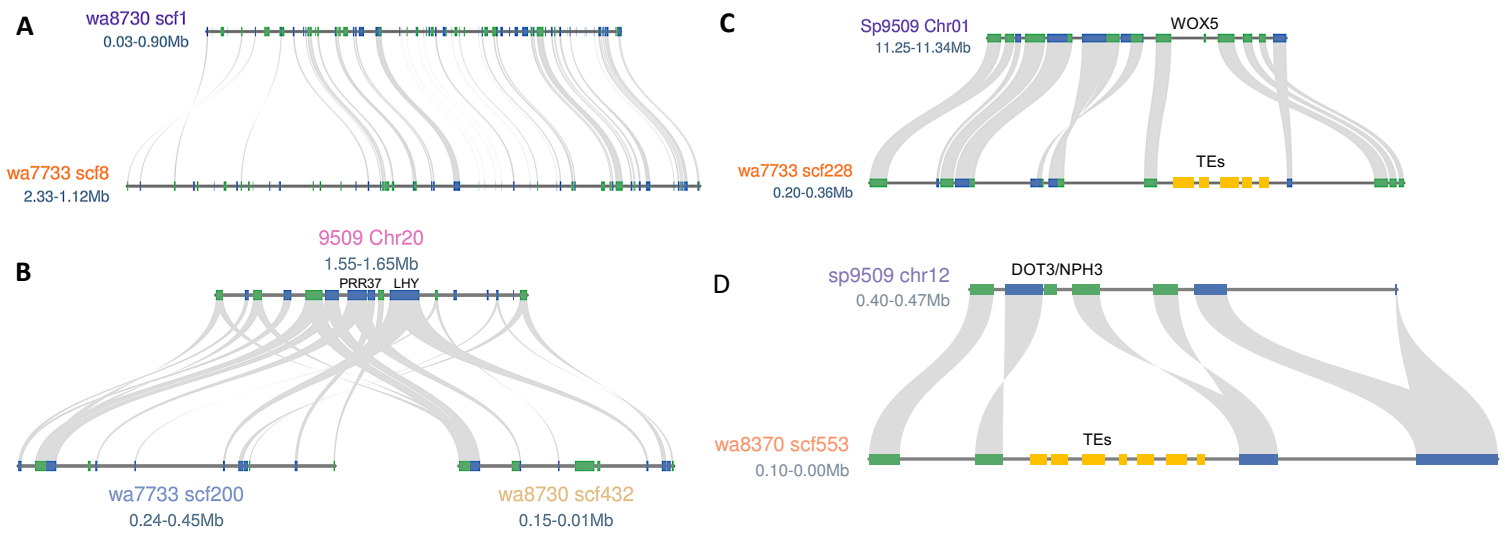 A
wa8730 scf1
0.03-0.90Mb
wa7733 scf8
2.33-1.12Mb
B
9509 Chr20
1.55-1.65Mb
PRR37 LHY
wa7733 scf200
0.24-0.45Mb
wa8730 scf432
0.15-0.01Mb
C
Sp9509 Chr01
11.25-11.34Mb
WOX5
TEs
wa7733 scf228
0.20-0.36Mb
D
sp9509 chr12
0.40-0.47Mb
DOT3/NPH3
TEs
wa8370 scf553
0.10-0.00Mb